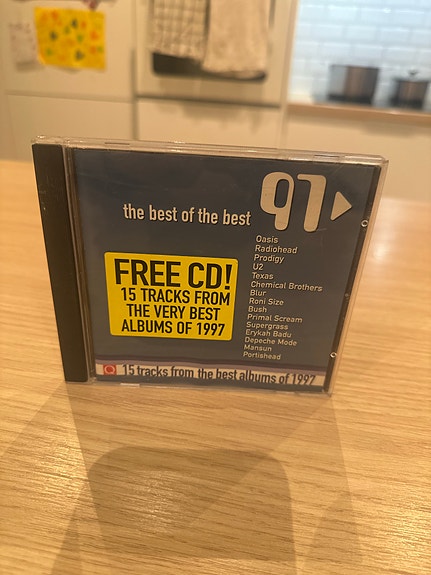 the best of the best
97
Oasis
Radiohead
Prodigy
U2
Texas
Chemical Brothers
Blur
Roni Size
Bush
Primal Scream
Supergrass
Erykah Badu
Depeche Mode
Mansun
Portishead
FREE CD!
15 TRACKS FROM
THE VERY BEST
ALBUMS OF 1997
Q 15 tracks from the best albums of 1997